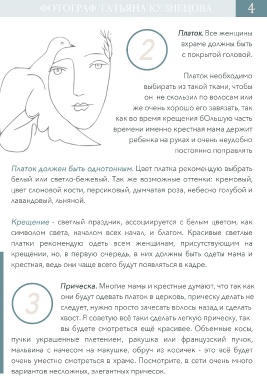 ФОТОГРАФ ТАТЬЯНА КУЗНЕЦОВА
4
2
Платок. Все женщины
вхраме должны быть
с покрытой головой.
Платок необходимо
выбирать из такой ткани, чтобы
он не скользил по волосам или
же очень хорошо его завязать, так
как во время крещения бОльшую часть
времени именно крестная мама держит
ребенка на руках и очень неудобно
постоянно поправлять
Платок должен быть однотонным. Цвет платка рекомендую выбрать
белый или светло-бежевый. Так же возможны оттенки: кремовый,
цвет слоновой кости, персиковый, дымчатая роза, небесно голубой и
лавандовый, льняной.
Крещение - светлый праздник, ассоциируется с белым цветом, как
символом света, началом всех начал, и благом. Красивые светлые
платки рекомендую одеть всем женщинам, присутствующим на
крещении, но, в первую очередь, в них должны быть одеты мама и
крестная, ведь они чаще всего будут появляться в кадре.
3
Прическа. Многие мамы и крестные думают, что так как
они будут одевать платок в церковь, прическу делать не
следует, нужно просто зачесать волосы назад,и сделать
хвост. Я советую всё таки сделать легкую прическу, так
вы будете смотреться ещё красивее. Объемные косы,
пучки украшенные плетением, ракушка или французский пучок,
мальвина с начесом на макушке, обруч из косичек - это всё будет
очень уместно смотреться в храме. Посмотрите, в сети очень много
вариантов несложных, элегантных причесок.